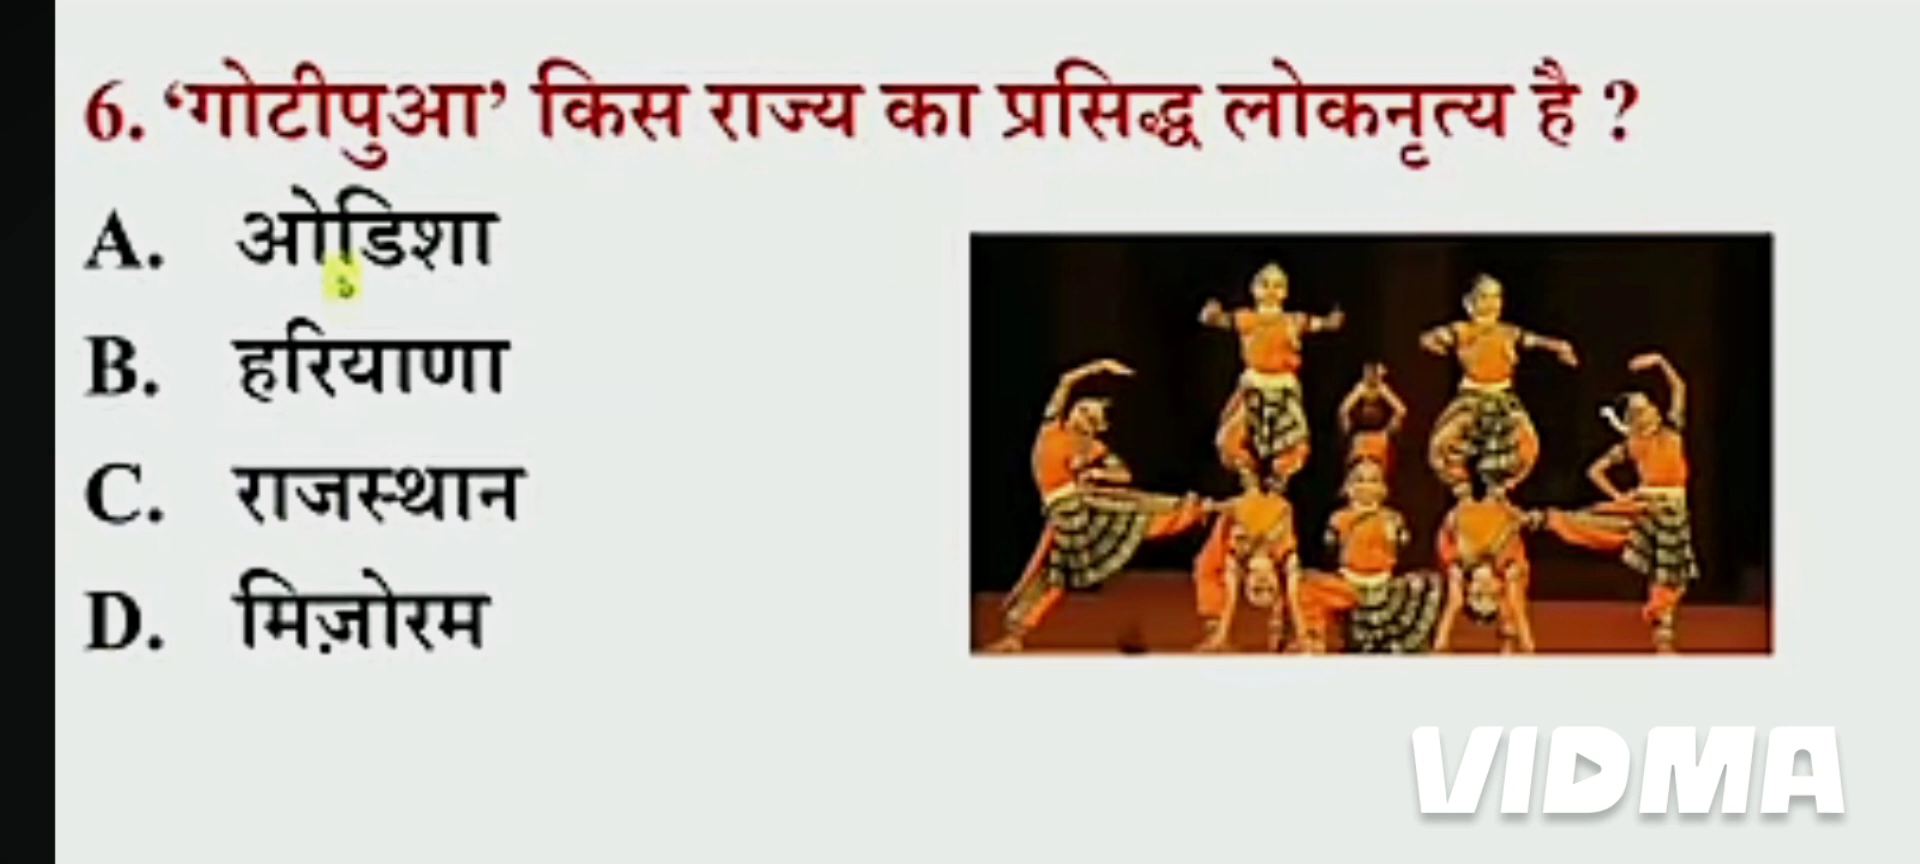 6. ‘गोटीपुआ’ किस राज्य का प्रसिद्ध लोकनृत्य है ?
A. ओडिशा
B. हरियाणा
C. राजस्थान
D. मिज़ोरम
VIDMA